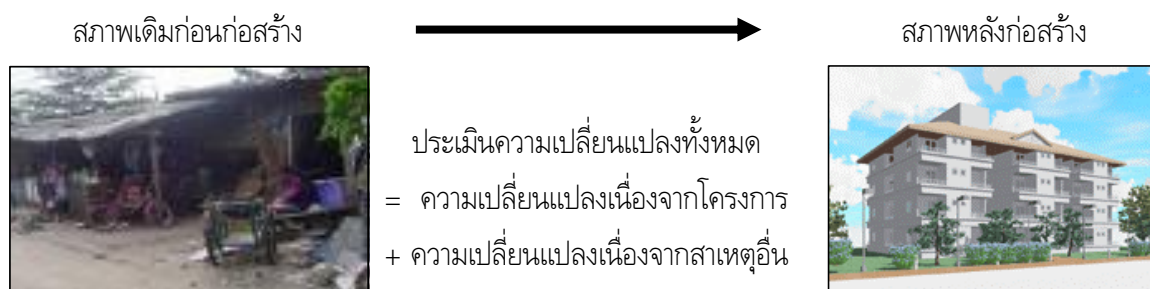 สภาพเดิมก่อนก่อสร้าง
สภาพหลังก่อสร้าง
ประเมินความเปลี่ยนแปลงทั้งหมด
= ความเปลี่ยนแปลงเนื่องจากโครงการ
+ ความเปลี่ยนแปลงเนื่องจากสาเหตุอื่น